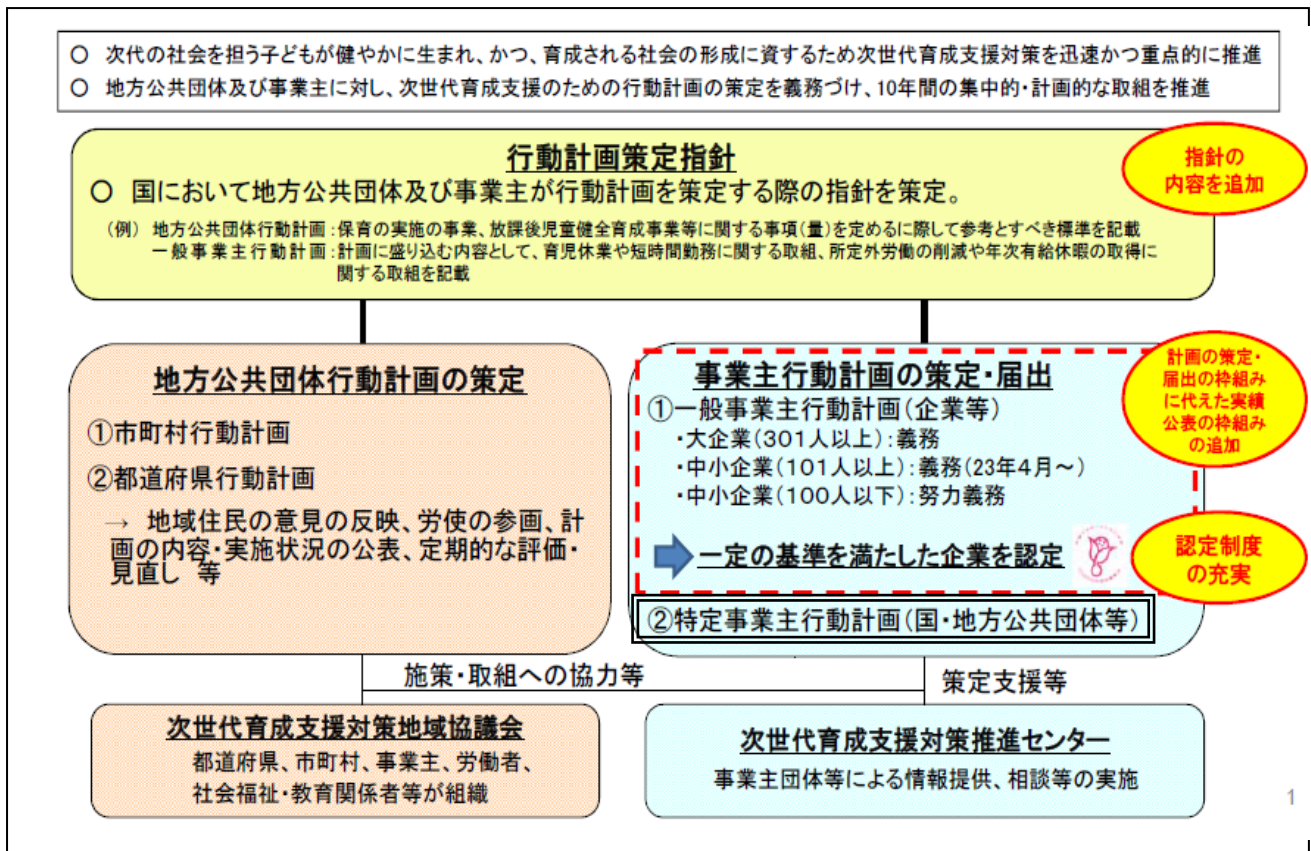 ○ 次代の社会を担う子どもが健やかに生まれ、かつ、育成される社会の形成に資するため次世代育成支援対策を迅速かつ重点的に推進
○ 地方公共団体及び事業主に対し、次世代育成支援のための行動計画の策定を義務づけ、10年間の集中的・計画的な取組を推進
行動計画策定指針
○ 国において地方公共団体及び事業主が行動計画を策定する際の指針を策定。
（例） 地方公共団体行動計画：保育の実施の事業、放課後児童健全育成事業等に関する事項（量）を定めるに際して参考とすべき標準を記載
一般事業主行動計画：計画に盛り込む内容として、育児休業や短時間勤務に関する取組、所定外労働の削減や年次有給休暇の取得に
関する取組を記載
指針の
内容を追加
地方公共団体行動計画の策定
①市町村行動計画
②都道府県行動計画
→ 地域住民の意見の反映、労使の参画、計
画の内容・実施状況の公表、定期的な評価・
見直し 等
事業主行動計画の策定・届出
①一般事業主行動計画（企業等）
・大企業（301人以上）：義務
・中小企業（101人以上）：義務（23年4月～）
・中小企業（100人以下）：努力義務
一定の基準を満たした企業を認定
②特定事業主行動計画（国・地方公共団体等）
計画の策定・
届出の枠組み
に代えた実績
公表の枠組み
の追加
認定制度
の充実
施策・取組への協力等
策定支援等
次世代育成支援対策地域協議会
都道府県、市町村、事業主、労働者、
社会福祉・教育関係者等が組織
次世代育成支援対策推進センター
事業主団体等による情報提供、相談等の実施
1